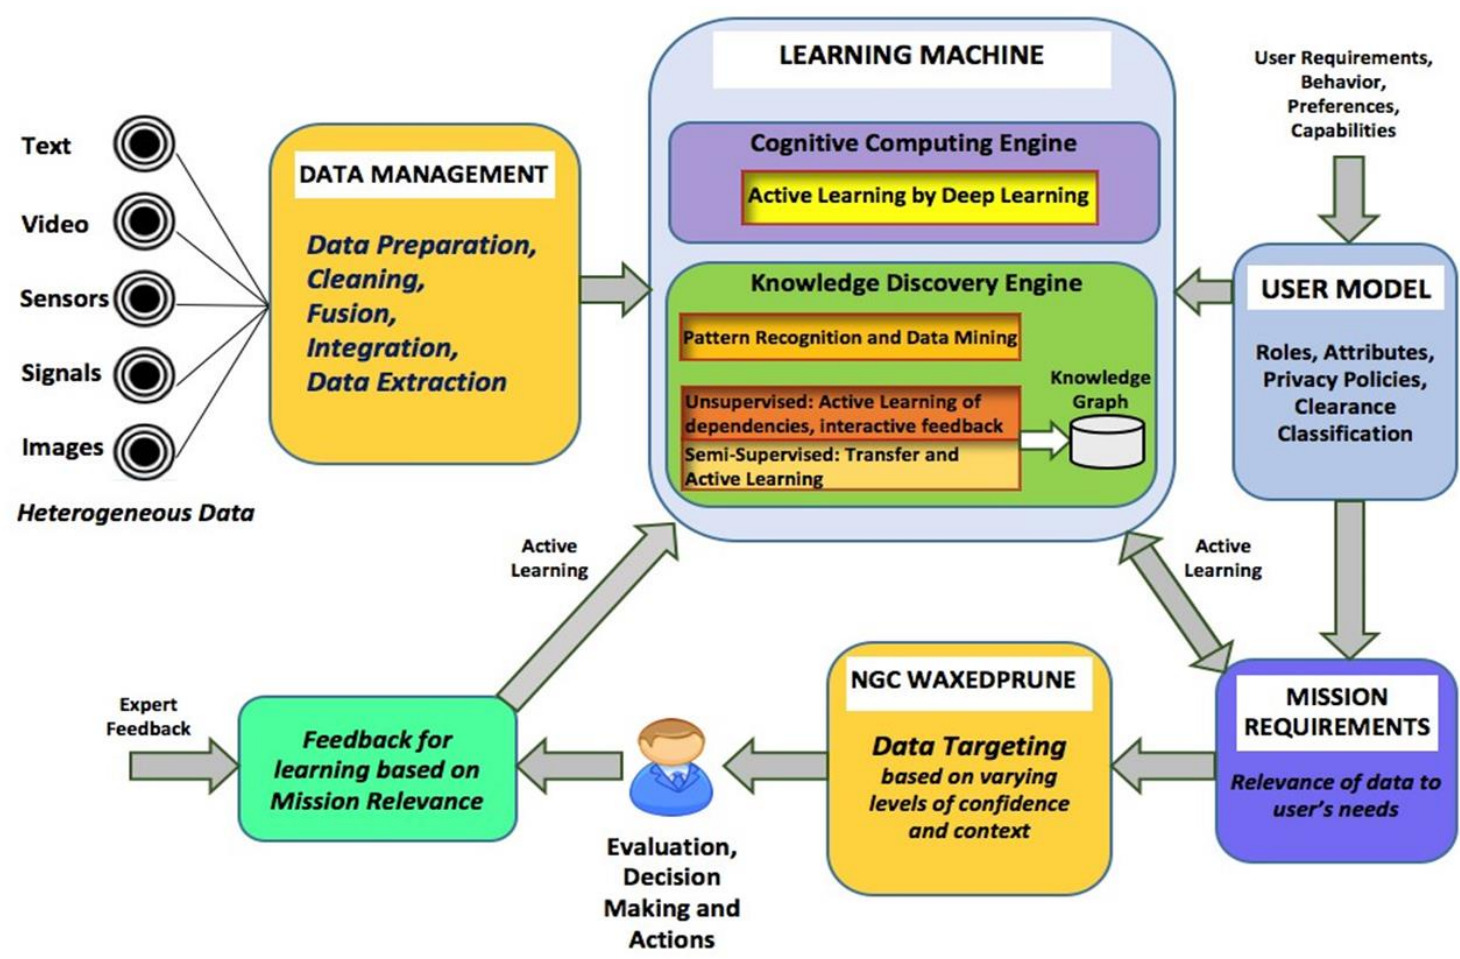 Text
Video
Sensors
Signals
Images
Heterogeneous Data
DATA MANAGEMENT
Data Preparation,
Cleaning,
Fusion,
Integration,
Data Extraction
LEARNING MACHINE
Cognitive Computing Engine
Active Learning by Deep Learning
Knowledge Discovery Engine
Pattern Recognition and Data Mining
Unsupervised: Active Learning of
dependencies, interactive feedback
Semi-Supervised: Transfer and
Active Learning
Knowledge
Graph
User Requirements,
Behavior,
Preferences,
Capabilities
USER MODEL
Roles, Attributes,
Privacy Policies,
Clearance
Classification
Active
Learning
Active
Learning
MISSION
REQUIREMENTS
Relevance of data to
user's needs
NGC WAXEDPRUNE
Data Targeting
based on varying
levels of confidence
and context
Evaluation,
Decision
Making and
Actions
Expert
Feedback
Feedback for
learning based on
Mission Relevance